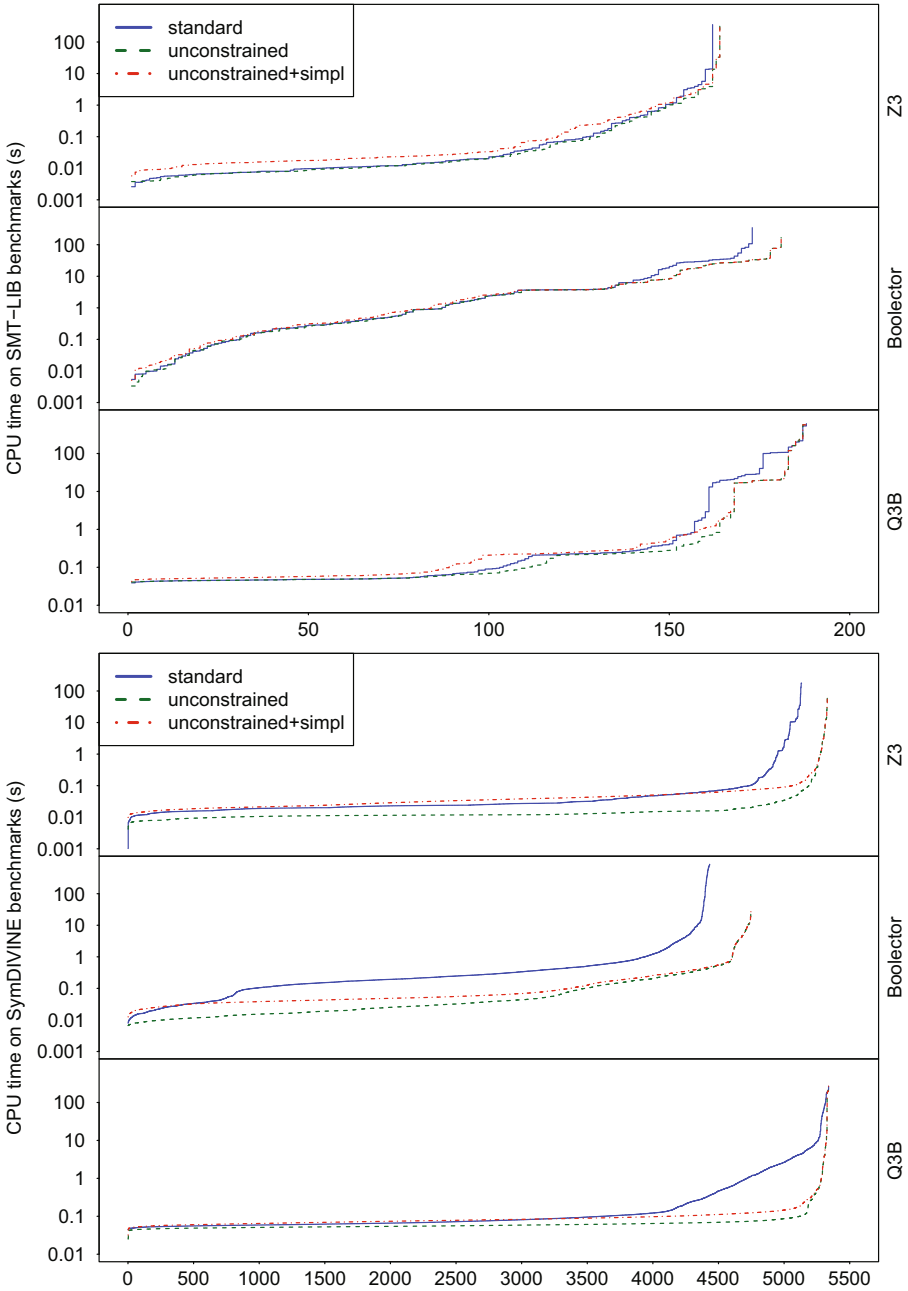 standard
unconstrained
unconstrained+simpl
100
10
1
0.1
0.01
0.001
Z3
100
10
1
0.1
0.01
0.001
Boolector
100
10
1
0.1
0.01
Q3B
CPU time on SMT−LIB benchmarks (s)
0 50 100 150 200
standard
unconstrained
unconstrained+simpl
100
10
1
0.1
0.01
0.001
Z3
100
10
1
0.1
0.01
0.001
Boolector
100
10
1
0.1
0.01
Q3B
CPU time on SymDIVINE benchmarks (s)
0 500 1000 1500 2000 2500 3000 3500 4000 4500 5000 5500